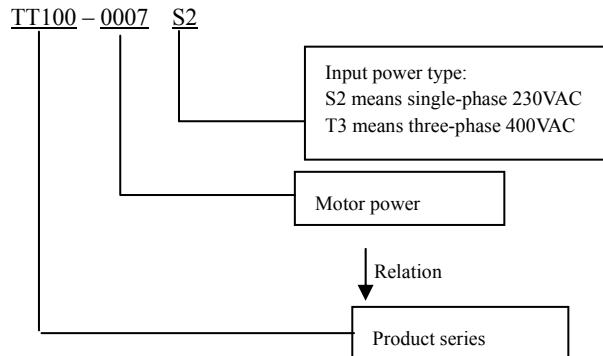 TT100 – 0007 S2
Input power type:
S2 means single-phase 230VAC
T3 means three-phase 400VAC
Motor power
Relation
Product series